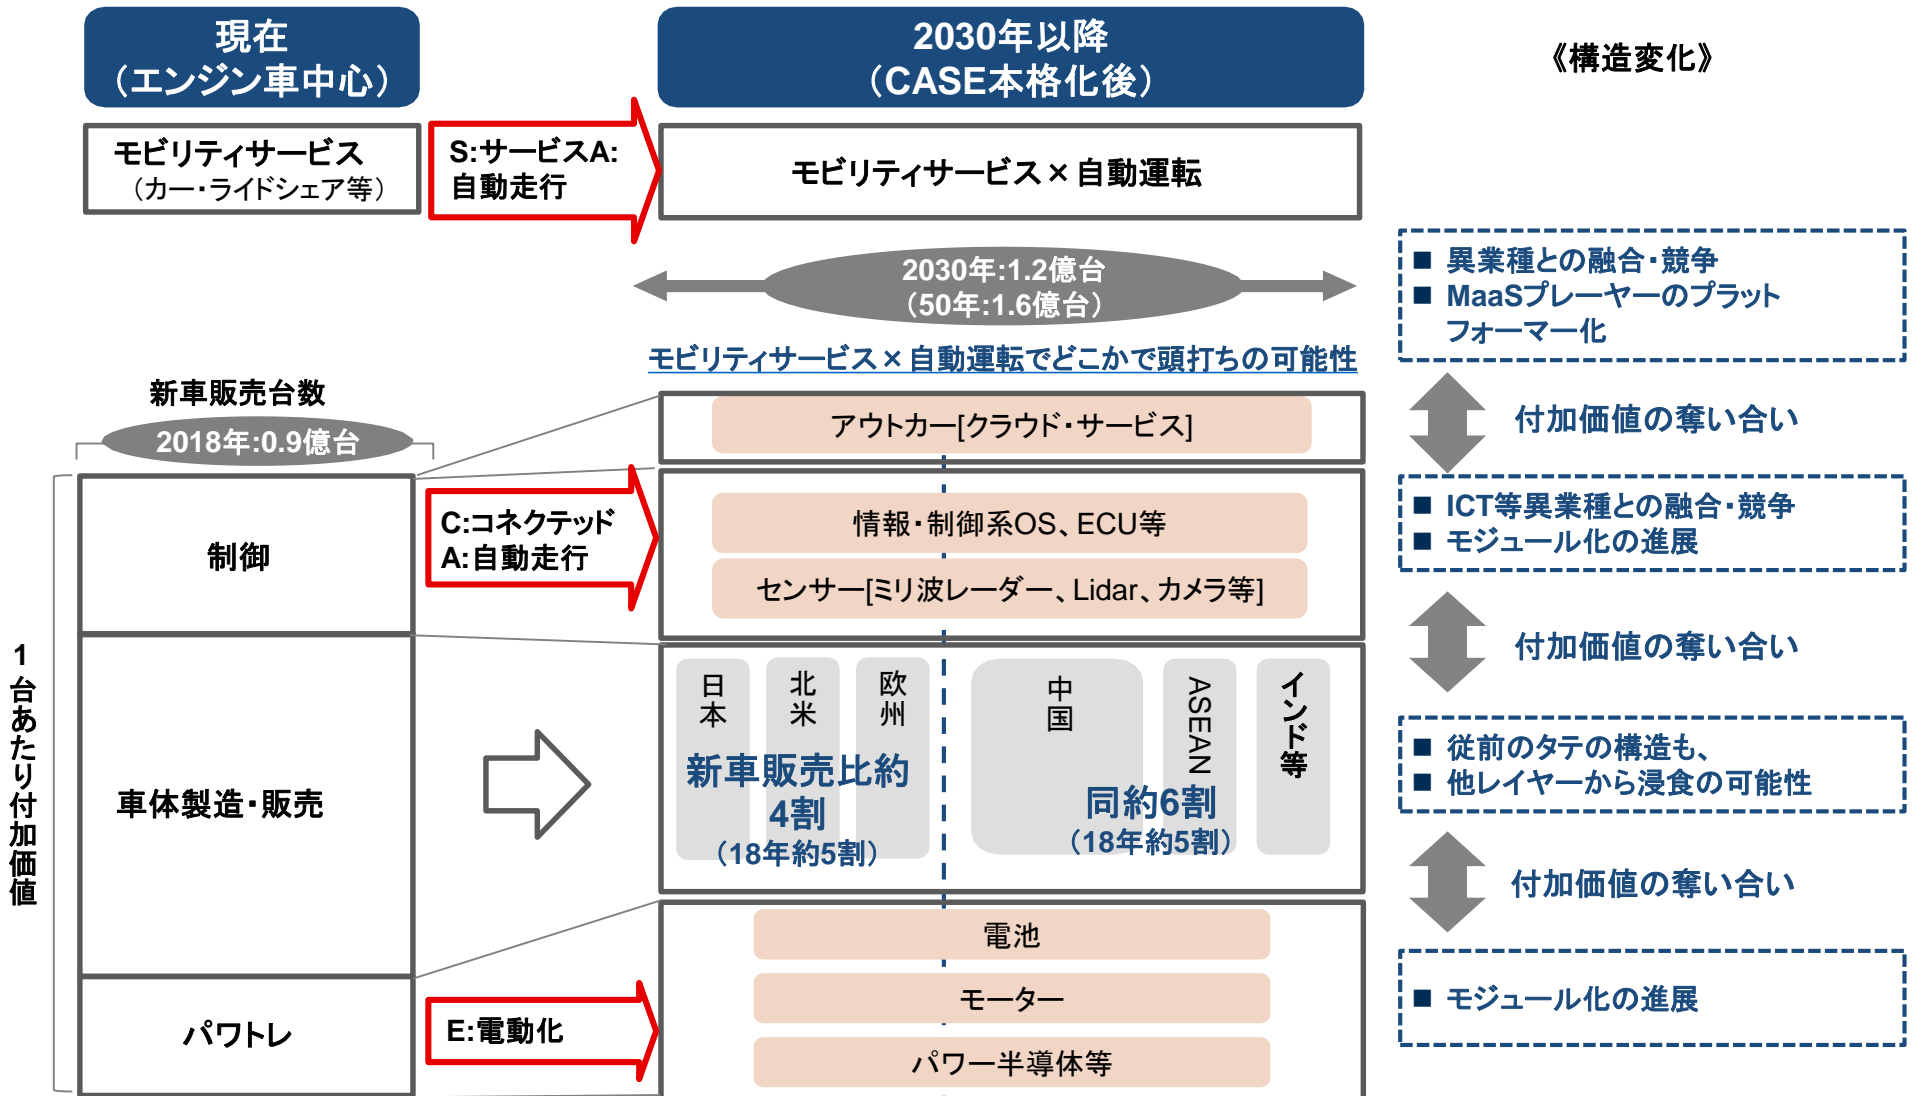 現在
（エンジン車中心）
2030年以降
（CASE本格化後）
《構造変化》
モビリティサービス
（カー・ライドシェア等）
S:サービスA:
自動走行
モビリティサービス×自動運転
2030年:1.2億台
（50年:1.6億台）
モビリティサービス×自動運転でどこかで頭打ちの可能性
■ 異業種との融合・競争
■ MaaSプレーヤーのプラット
フォーマー化
新車販売台数
2018年:0.9億台
アウトカー[クラウド・サービス]
付加価値の奪い合い
1台あたり付加価値
制御
C:コネクテッド
A:自動走行
情報・制御系OS、ECU等
センサー[ミリ波レーダー、Lidar、カメラ等]
■ ICT等異業種との融合・競争
■ モジュール化の進展
付加価値の奪い合い
車体製造・販売
日本
北米
欧州
中国
ASEAN
インド等
新車販売比約
4割
（18年約5割）
同約6割
（18年約5割）
■ 従前のタテの構造も、
■ 他レイヤーから浸食の可能性
付加価値の奪い合い
パワトレ
E:電動化
電池
モーター
パワー半導体等
■ モジュール化の進展